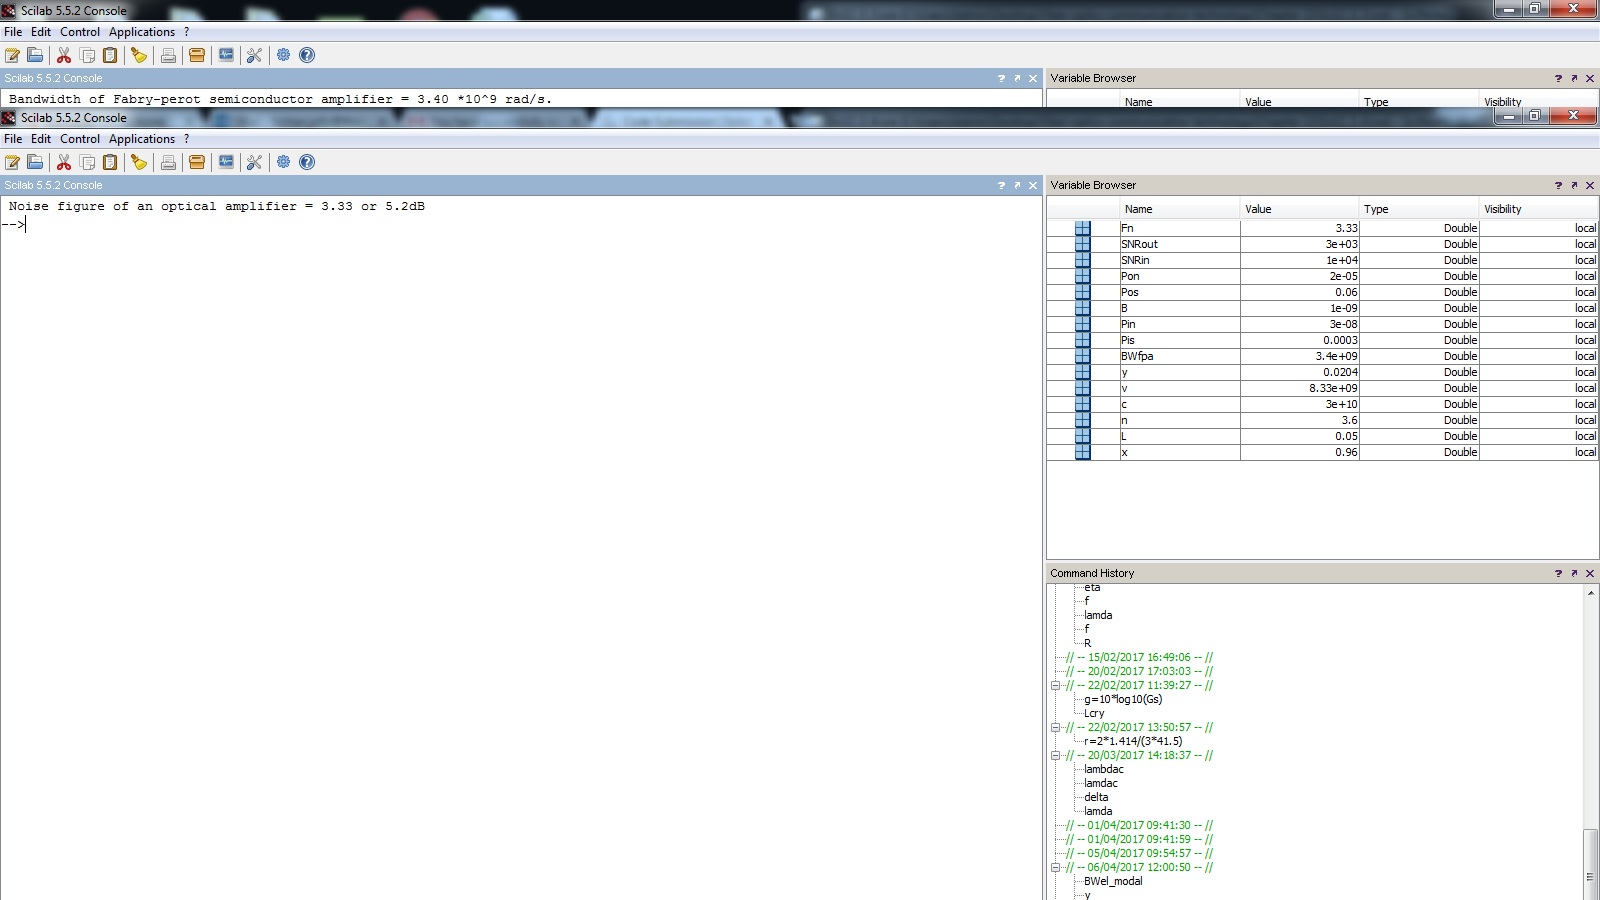 Scilab 5.5.2 Console
File Edit Control Applications ?
Scilab 5.5.2 Console
Variable Browser
Bandwidth of Fabry-perot semiconductor amplifier = 3.40 *10^9 rad/s.
Name Value Type Visibility
Scilab 5.5.2 Console
File Edit Control Applications ?
Scilab 5.5.2 Console
Noise figure of an optical amplifier = 3.33 or 5.2dB
-->
Variable Browser
Name Value Type Visibility
Fn 3.33 Double local
SNRout 3e+03 Double local
SNRin 1e+04 Double local
Pon 2e-05 Double local
Pos 0.06 Double local
B 1e-09 Double local
Pin 3e-08 Double local
Pis 0.0003 Double local
BWfpa 3.4e+09 Double local
y 0.0204 Double local
v 8.33e+09 Double local
c 3e+10 Double local
n 3.6 Double local
L 0.05 Double local
x 0.96 Double local
Command History
eta
f
lamda
f
R
// -- 15/02/2017 16:49:06 -- //
// -- 20/02/2017 17:03:03 -- //
// -- 22/02/2017 11:39:27 -- //
g=10*log10(Gs)
Lcry
// -- 22/02/2017 13:50:57 -- //
r=2*1.414/(3*41.5)
// -- 20/03/2017 14:18:37 -- //
lambdac
lamdac
delta
lamda
// -- 01/04/2017 09:41:30 -- //
// -- 01/04/2017 09:41:59 -- //
// -- 05/04/2017 09:54:57 -- //
// -- 06/04/2017 12:00:50 -- //
BWel_modal
y